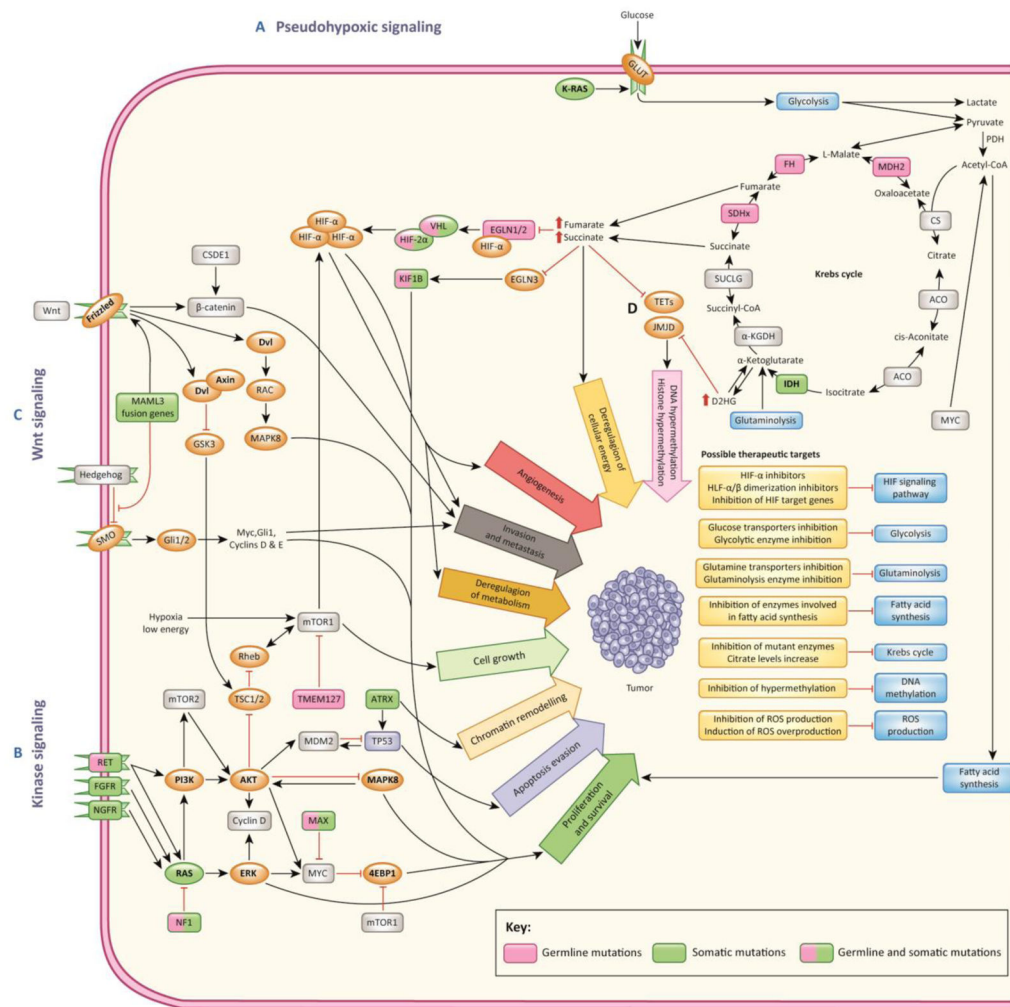 A Pseudohypoxic signaling
Glucose
GLUT
K-RAS
Glycolysis
Lactate
Pyruvate
PDH
Acetyl-CoA
L-Malate
FH
MDH2
Fumarate
Oxaloacetate
SDHx
CS
Succinate
Citrate
SUCLG
Krebs cycle
ACO
Succinyl-CoA
cis-Aconitate
α-KGDH
α-Ketoglutarate
ACO
IDH
Isocitrate
D2HG
Glutaminolysis
MYC
HIF-α
HIF-α
HIF-α
VHL
HIF-2α
EGLN1/2
HIF-α
Fumarate
Succinate
KIF1B
EGLN3
D
TETs
JMJD
CSDE1
Wnt
Frizzled
β-catenin
Dvl
Axin
Dvl
RAC
MAML3
fusion genes
GSK3
MAPK8
C Wnt signaling
Hedgehog
SMO
Gli1/2
Myc,Gli1,
Cyclins D & E
Deregulagion of
cellular energy
DNA hypermethylation
Histone hypermethylation
Angiogenesis
Invasion
and metastasis
Deregulagion
of metabolism
Cell growth
Chromatin remodelling
Apoptosis evasion
Proliferation
and survival
Tumor
Possible therapeutic targets
HIF-α inhibitors
HLF-α/β dimerization inhibitors
Inhibition of HIF target genes
HIF signaling
pathway
Glucose transporters inhibition
Glycolytic enzyme inhibition
Glycolysis
Glutamine transporters inhibition
Glutaminolysis enzyme inhibition
Glutaminolysis
Inhibition of enzymes involved
in fatty acid synthesis
Fatty acid
synthesis
Inhibition of mutant enzymes
Citrate levels increase
Krebs cycle
Inhibition of hypermethylation
DNA
methylation
Inhibition of ROS production
Induction of ROS overproduction
ROS
production
Fatty acid
synthesis
Hypoxia
low energy
mTOR1
Rheb
mTOR2
TSC1/2
TMEM127
ATRX
MDM2
TP53
B Kinase signaling
RET
FGFR
NGFR
PI3K
AKT
MAPK8
Cyclin D
MAX
RAS
ERK
MYC
4EBP1
NF1
mTOR1
Key:
Germline mutations
Somatic mutations
Germline and somatic mutations